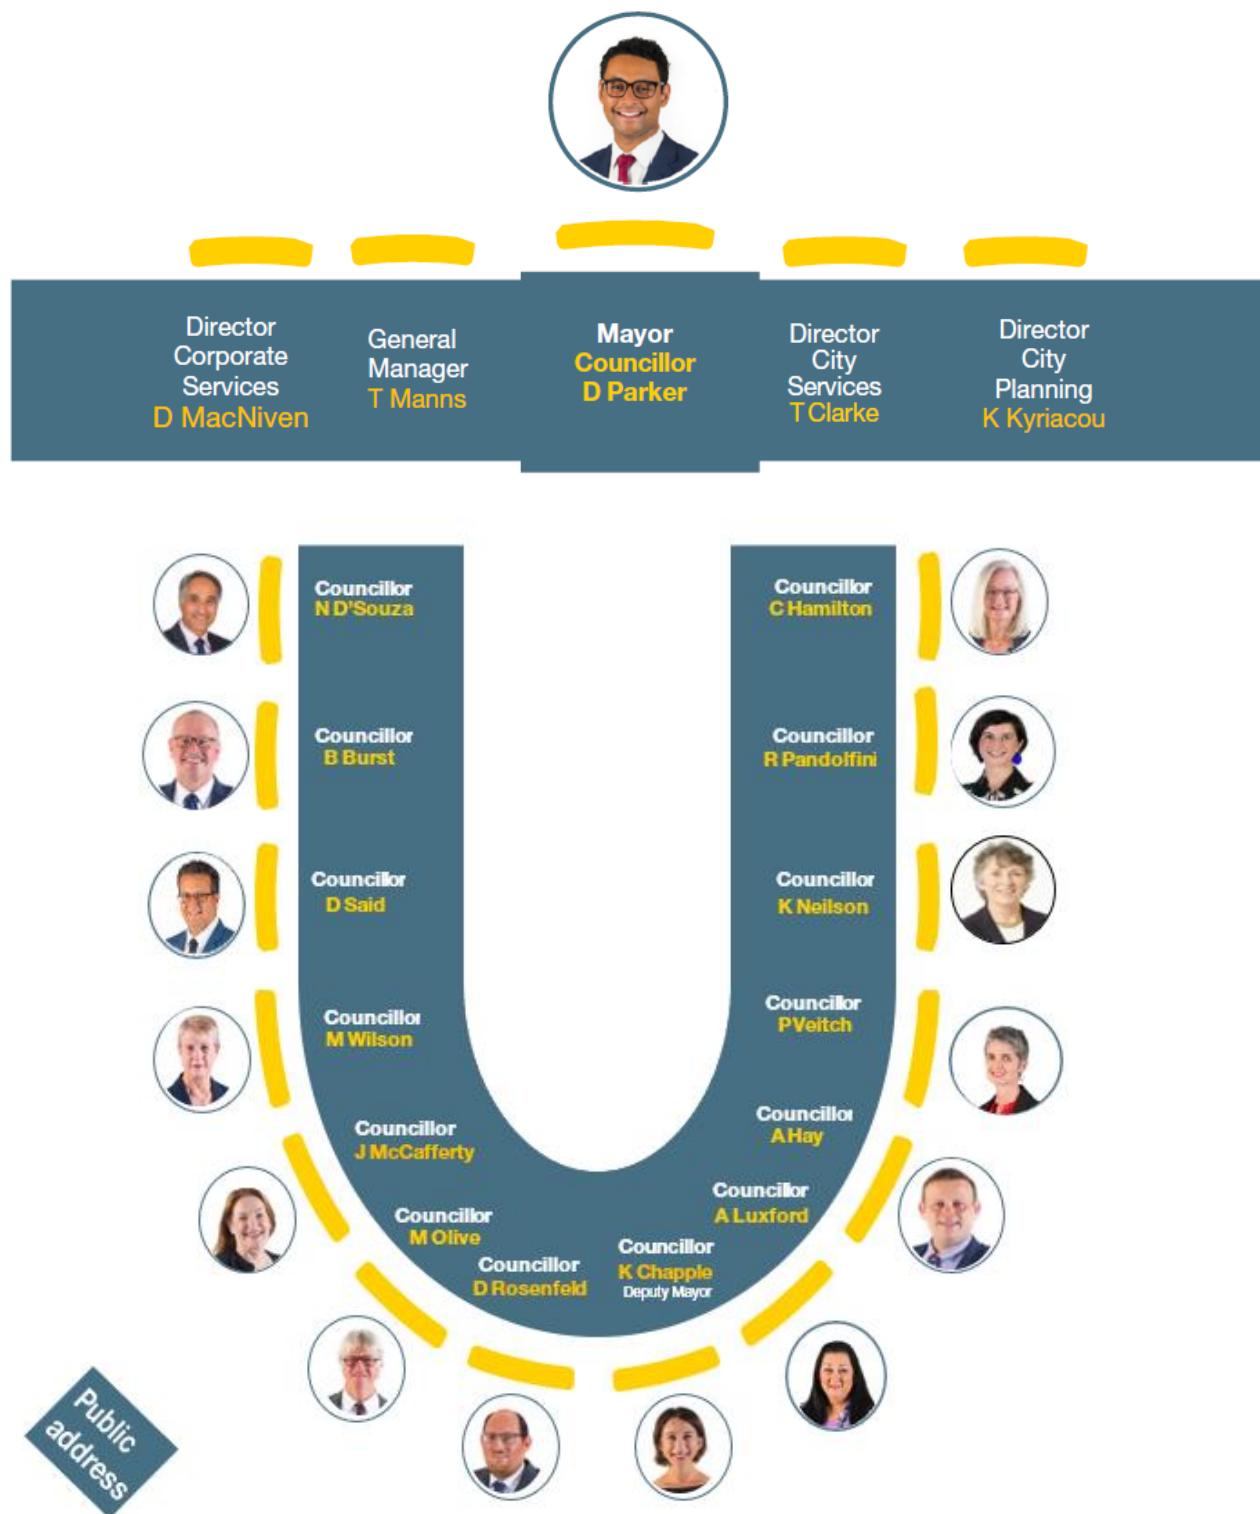 Director
Corporate
Services
D MacNiven
General
Manager
T Manns
Mayor
Councillor
D Parker
Director
City
Services
T Clarke
Director
City
Planning
K Kyriacou
Councillor
N D'Souza
Councillor
B Burst
Councillor
D Said
Councillor
M Wilson
Councillor
J McCafferty
Councillor
M Olive
Councillor
D Rosenfeld
Councillor
K Chapple
Deputy Mayor
Councillor
A Luxford
Councillor
A Hay
Councillor
P Veitch
Councillor
K Neilson
Councillor
R Pandolfini
Councillor
C Hamilton
Public
address